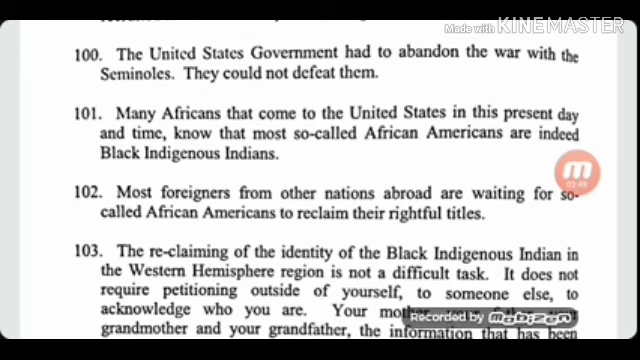 Made with KINEMASTER
100. The United States Government had to abandon the war with the
Seminoles. They could not defeat them.
101. Many Africans that come to the United States in this present day
and time, know that most so-called African Americans are indeed
Black Indigenous Indians.
02:49
102. Most foreigners from other nations abroad are waiting for so-
called African Americans to reclaim their rightful titles.
103. The re-claiming of the identity of the Black Indigenous Indian in
the Western Hemisphere region is not a difficult task. It does not
require petitioning outside of yourself, to someone else, to
acknowledge who you are. Your
Recorded by mobizen
grandmother and your grandfather, the information that has been